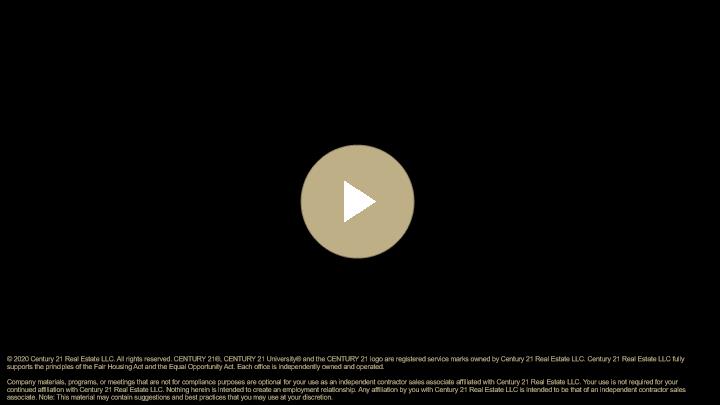 © 2020 Century 21 Real Estate LLC. All rights reserved. CENTURY 21®, CENTURY 21 University® and the CENTURY 21 logo are registered service marks owned by Century 21 Real Estate LLC. Century 21 Real Estate LLC fully
supports the principles of the Fair Housing Act and the Equal Opportunity Act. Each office is independently owned and operated.
Company materials, programs, or meetings that are not for compliance purposes are optional for your use as an independent contractor sales associate affiliated with Century 21 Real Estate LLC. Your use is not required for your
continued affiliation with Century 21 Real Estate LLC. Nothing herein is intended to create an employment relationship. Any affiliation by you with Century 21 Real Estate LLC is intended to be that of an independent contractor sales
associate. Note: This material may contain suggestions and best practices that you may use at your discretion.